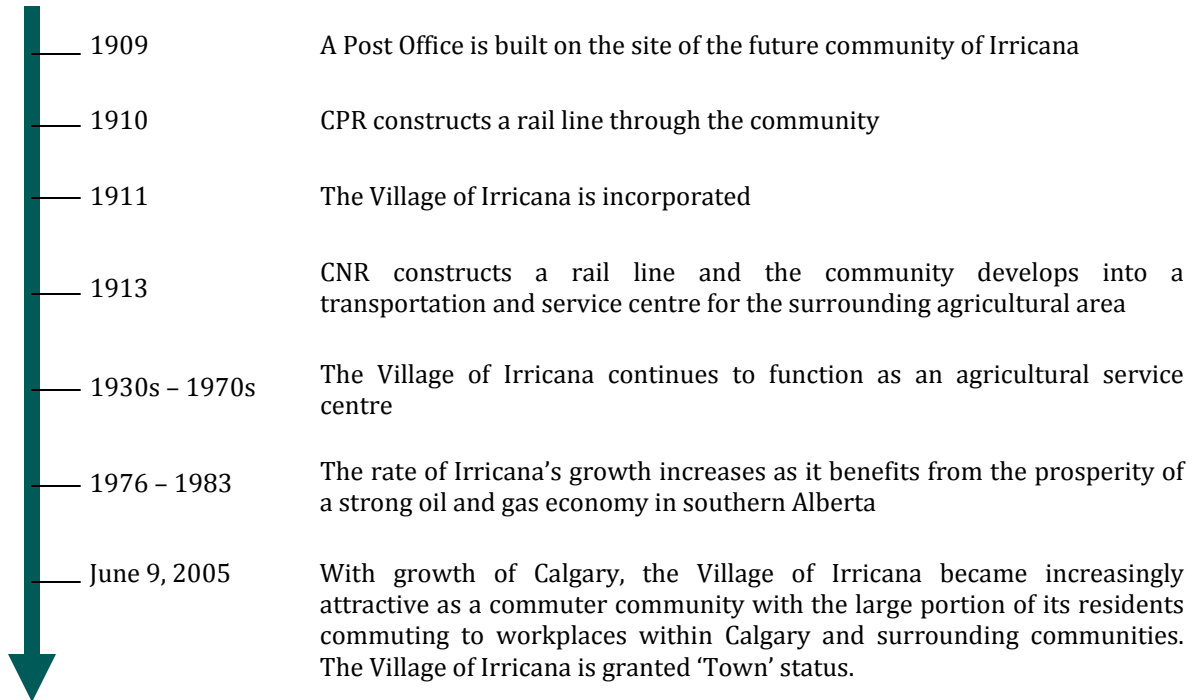 1909 A Post Office is built on the site of the future community of Irricana
1910 CPR constructs a rail line through the community
1911 The Village of Irricana is incorporated
1913 CNR constructs a rail line and the community develops into a
transportation and service centre for the surrounding agricultural area
1930s – 1970s The Village of Irricana continues to function as an agricultural service
centre
1976 – 1983 The rate of Irricana’s growth increases as it benefits from the prosperity of
a strong oil and gas economy in southern Alberta
June 9, 2005 With growth of Calgary, the Village of Irricana became increasingly
attractive as a commuter community with the large portion of its residents
commuting to workplaces within Calgary and surrounding communities.
The Village of Irricana is granted ‘Town’ status.